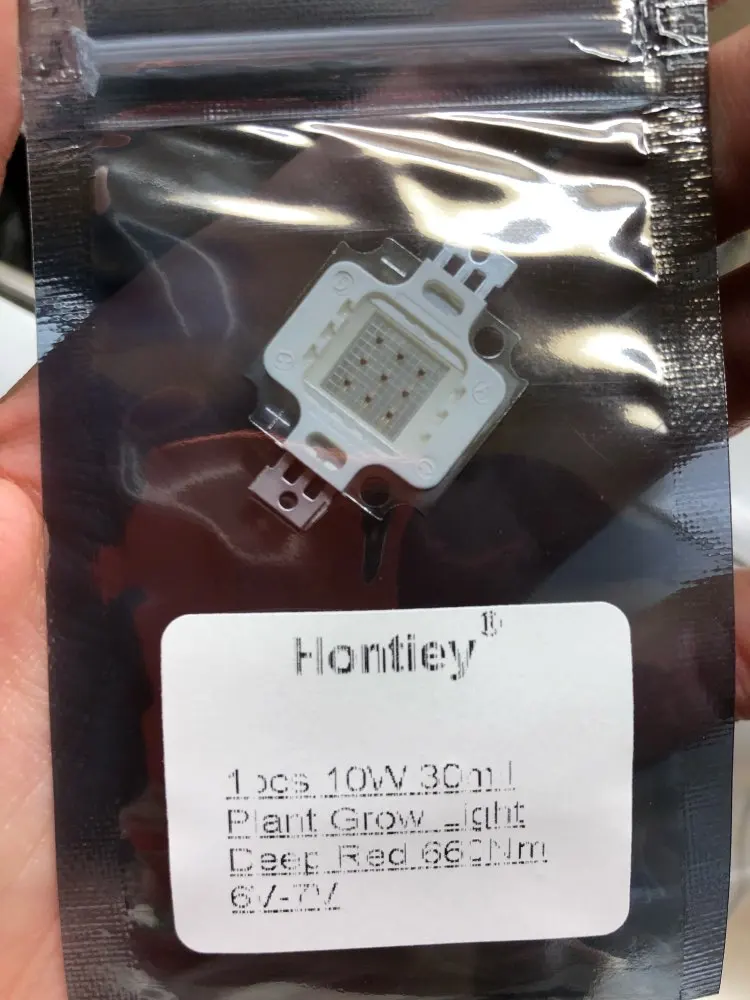 Hontiey®
1pcs 10W 30mil
Plant Grow Light
Deep Red 660Nm
6V-7V